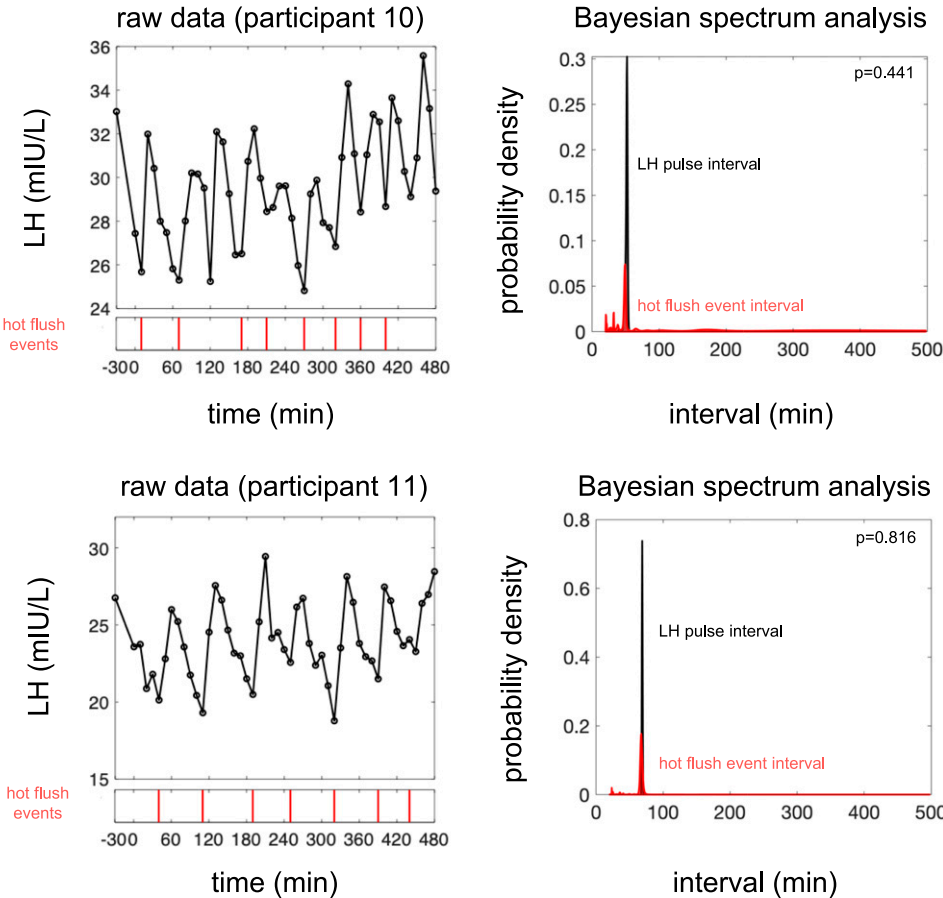 raw data (participant 10)
Bayesian spectrum analysis
LH (mIU/L)
36
34
32
30
28
26
24
hot flush
events
-300 60 120 180 240 300 360 420 480
time (min)
probability density
0.3
0.25
0.2
0.15
0.1
0.05
0
p=0.441
LH pulse interval
hot flush event interval
0 100 200 300 400 500
interval (min)
raw data (participant 11)
Bayesian spectrum analysis
LH (mIU/L)
30
25
20
15
hot flush
events
-300 60 120 180 240 300 360 420 480
time (min)
probability density
0.8
0.6
0.4
0.2
0
p=0.816
LH pulse interval
hot flush event interval
0 100 200 300 400 500
interval (min)